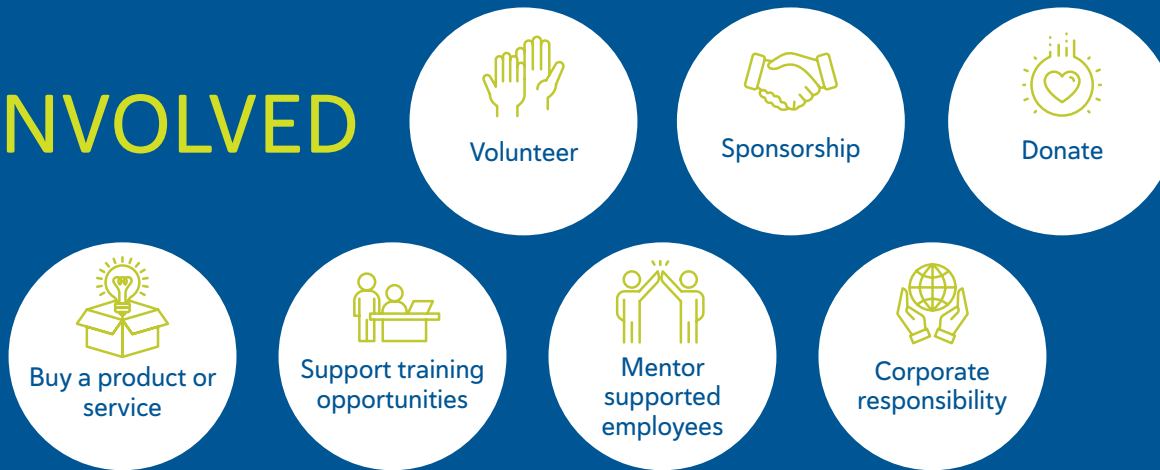 NVOLVED
Volunteer
Sponsorship
Donate
Buy a product or
service
Support training
opportunities
Mentor
supported
employees
Corporate
responsibility